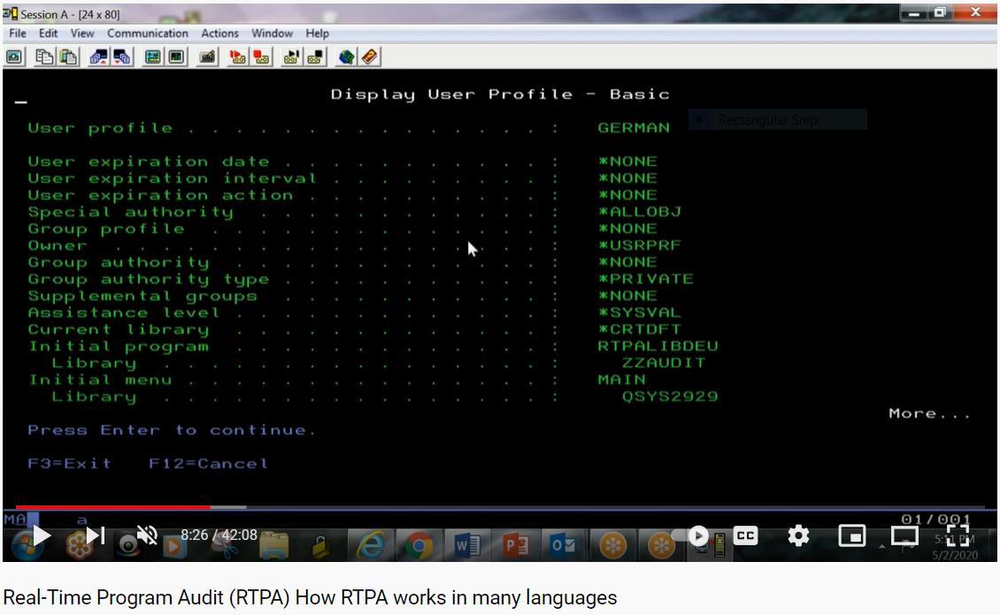 Session A - [24 x 80]
File Edit View Communication Actions Window Help
Display User Profile - Basic
Rectangular Snip
User profile . . . . . . . . . . . . . . . . : GERMAN
User expiration date . . . . . . . . . . . . : *NONE
User expiration interval . . . . . . . . . : *NONE
User expiration action . . . . . . . . . . . : *NONE
Special authority . . . . . . . . . . . . . : *ALLOBJ
Group profile . . . . . . . . . . . . . . . : *NONE
Owner . . . . . . . . . . . . . . . . . . . : *USRPRF
Group authority . . . . . . . . . . . . . . : *NONE
Group authority type . . . . . . . . . . . . : *PRIVATE
Supplemental groups . . . . . . . . . . . . : *NONE
Assistance level . . . . . . . . . . . . . . : *SYSVAL
Current library . . . . . . . . . . . . . . : *CRTDFT
Initial program . . . . . . . . . . . . . . : RTPALIBDEU
Library . . . . . . . . . . . . . . . . . : ZZAUDIT
Initial menu . . . . . . . . . . . . . . . . : MAIN
Library . . . . . . . . . . . . . . . . . : QSYS2929
More...
Press Enter to continue.
F3=Exit F12=Cancel
MA a 01/001
8:26 / 42:08
CC
5:11 PM
5/2/2020
Real-Time Program Audit (RTPA) How RTPA works in many languages